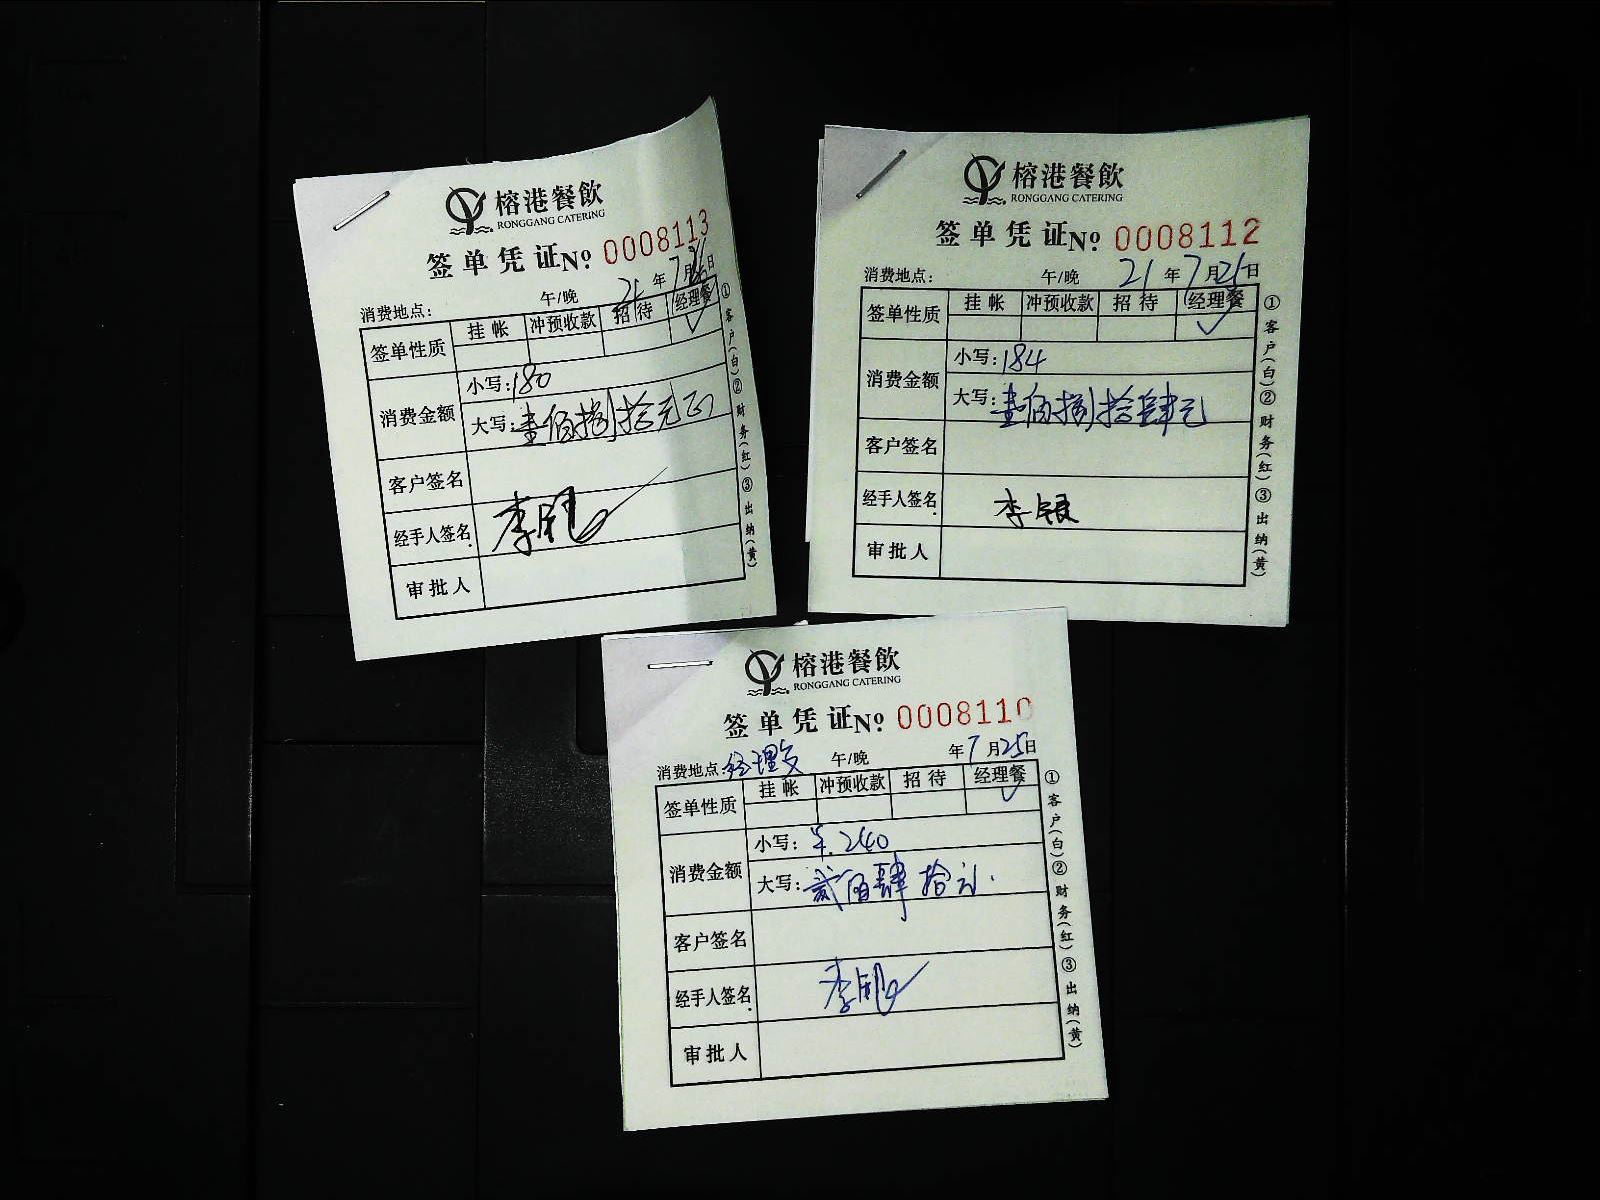 榕港餐飲
RONGGANG CATERING
签单凭证 № 0008113
消费地点: 午/晚 21 年 7 月 日
签单性质 挂帐 冲预收款 招待 经理餐
✓
消费金额
小写: 180
大写: 壹佰捌拾元正
客户签名
经手人签名 李
审批人
①客户(白)②财务(红)③出纳(黄)
榕港餐飲
RONGGANG CATERING
签单凭证 № 0008112
消费地点: 午/晚 21 年 7 月 日
签单性质 挂帐 冲预收款 招待 经理餐
✓
消费金额
小写: 184
大写: 壹佰捌拾肆元
客户签名
经手人签名 李
审批人
①客户(白)②财务(红)③出纳(黄)
榕港餐飲
RONGGANG CATERING
签单凭证 № 0008110
消费地点: 经理 午/晚 年 7 月 25 日
签单性质 挂帐 冲预收款 招待 经理餐
✓
消费金额
小写: ¥.240
大写: 贰佰肆拾元.
客户签名
经手人签名 李
审批人
①客户(白)②财务(红)③出纳(黄)